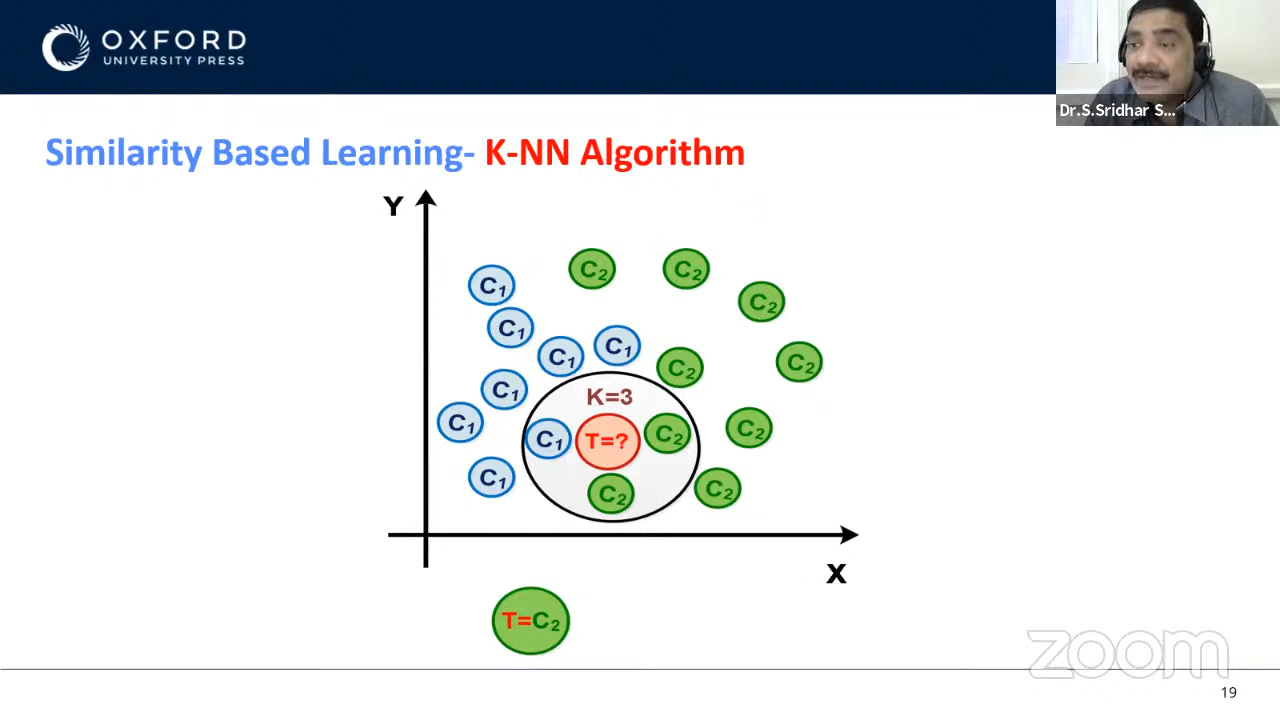 OXFORD
UNIVERSITY PRESS
Dr.S.Sridhar S...
Similarity Based Learning- K-NN Algorithm
Y
C₂
C₂
C₁
C₂
C₁
C₁
C₁
C₂
C₂
C₁
K=3
C₁
C₁
T=?
C₂
C₂
C₁
C₂
C₂
X
T=C₂
zoom
19